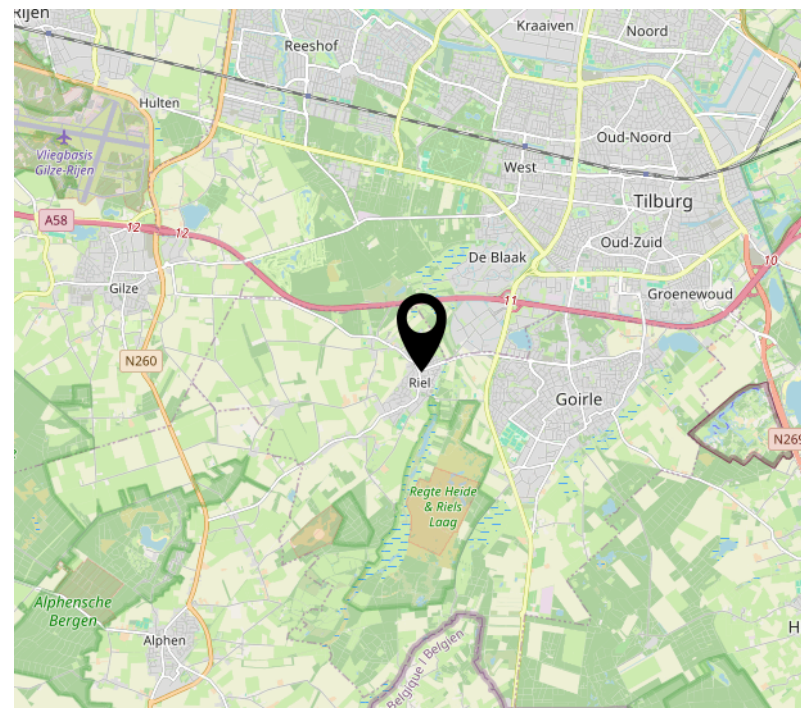 Rijen
Kraaiven
Noord
Reeshof
Hulten
Oud-Noord
Vliegbasis
Gilze-Rijen
West
Tilburg
A58
12
12
Oud-Zuid
De Blaak
10
Gilze
11
Groenewoud
N260
Riel
Goirle
N269
Regte Heide
& Riels
Laag
Alphensche
Bergen
Alphen
H
Belgique / Belgien